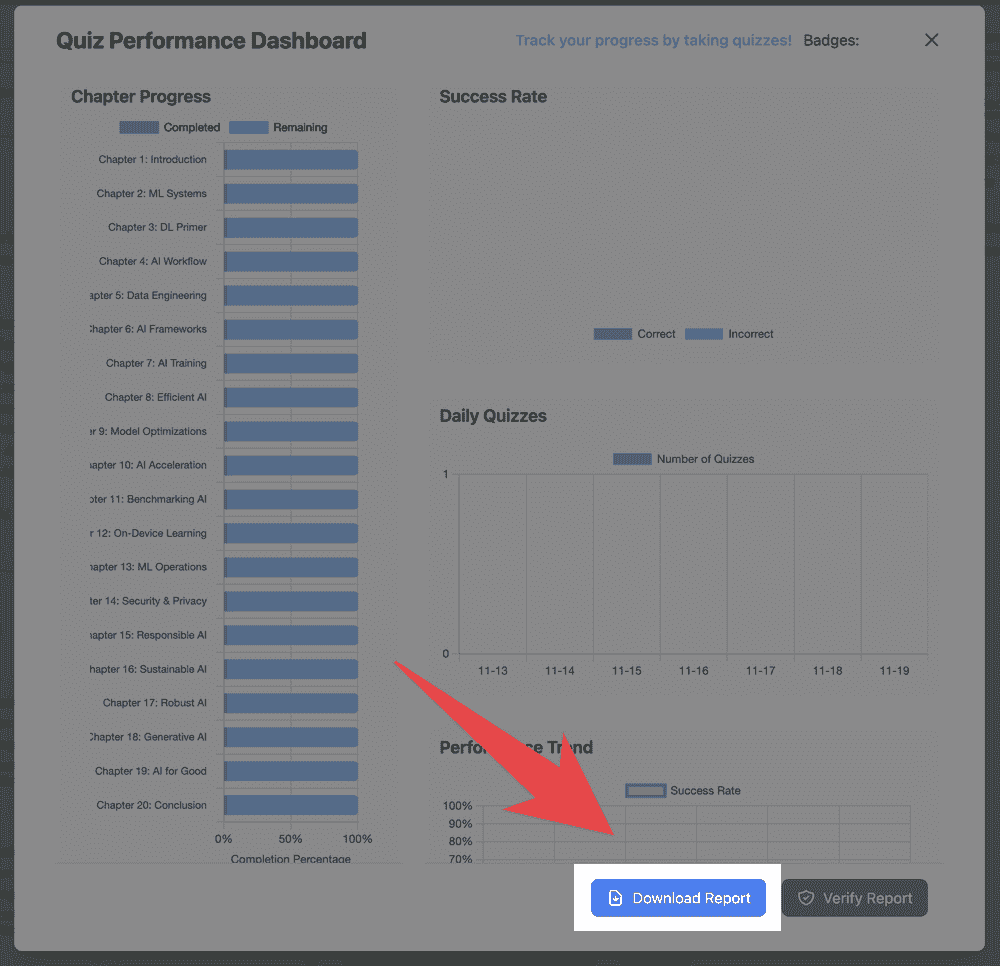 Quiz Performance Dashboard
Track your progress by taking quizzes! Badges:
Chapter Progress
Completed Remaining
Chapter 1: Introduction
Chapter 2: ML Systems
Chapter 3: DL Primer
Chapter 4: AI Workflow
apter 5: Data Engineering
hapter 6: AI Frameworks
Chapter 7: AI Training
Chapter 8: Efficient AI
er 9: Model Optimizations
hapter 10: AI Acceleration
pter 11: Benchmarking AI
r 12: On-Device Learning
hapter 13: ML Operations
ter 14: Security & Privacy
hapter 15: Responsible AI
hapter 16: Sustainable AI
Chapter 17: Robust AI
Chapter 18: Generative AI
Chapter 19: AI for Good
Chapter 20: Conclusion
0% 50% 100%
Completion Percentage
Success Rate
Correct Incorrect
Daily Quizzes
Number of Quizzes
1
0
11-13 11-14 11-15 11-16 11-17 11-18 11-19
Performance Trend
Success Rate
100%
90%
80%
70%
Download Report Verify Report